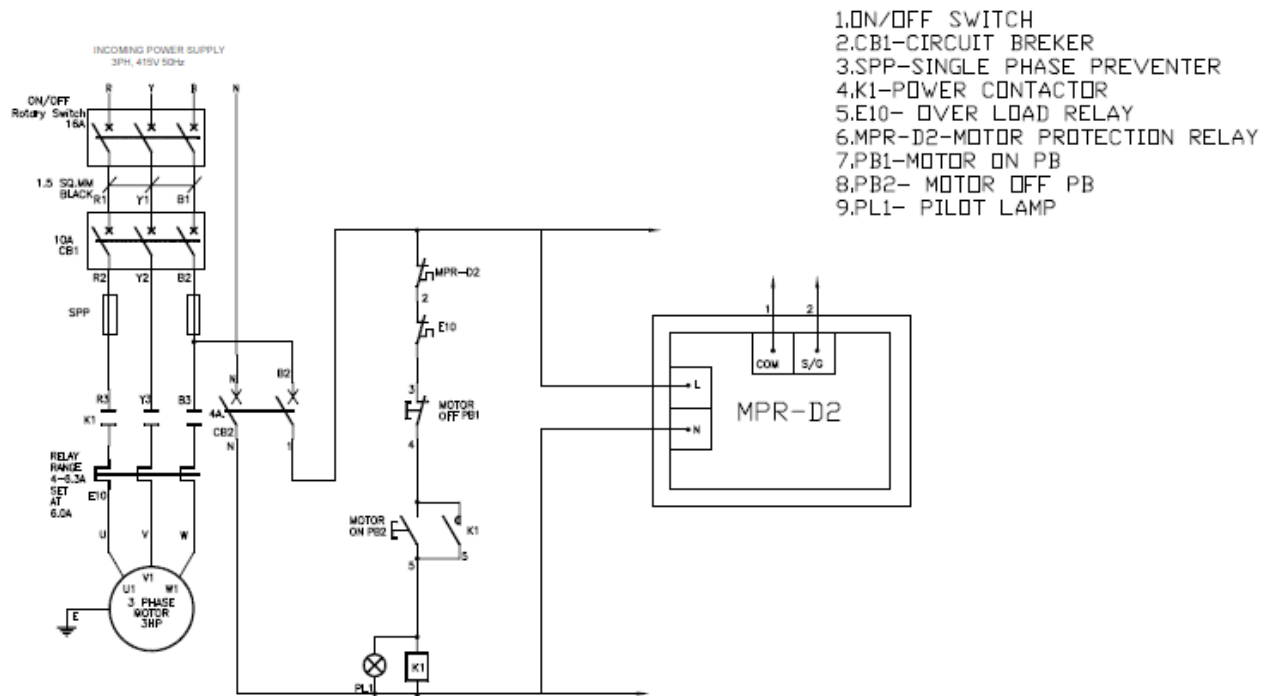 INCOMING POWER SUPPLY
3PH, 415V 50Hz
R Y B N
ON/OFF
Rotary Switch
16A
1.5 SQ.MM
BLACK
R1 Y1 B1
10A
CB1
R2 Y2 B2
SPP
N B2
R3 Y3 B3
K1
4A.
CB2
N 1
RELAY
RANGE
4-6.3A
SET
AT
6.0A
E10
U V W
V1
U1 W1
3 PHASE
MOTOR
3HP
E
MPR-D2
2
E10
3
MOTOR
OFF PB1
4
MOTOR
ON PB2
K1
5 5
PL1
K1
1 2
COM S/G
L
N
MPR-D2
1.ON/OFF SWITCH
2.CB1-CIRCUIT BREKER
3.SPP-SINGLE PHASE PREVENTER
4.K1-POWER CONTACTOR
5.E10- OVER LOAD RELAY
6.MPR-D2-MOTOR PROTECTION RELAY
7.PB1-MOTOR ON PB
8.PB2- MOTOR OFF PB
9.PL1- PILOT LAMP